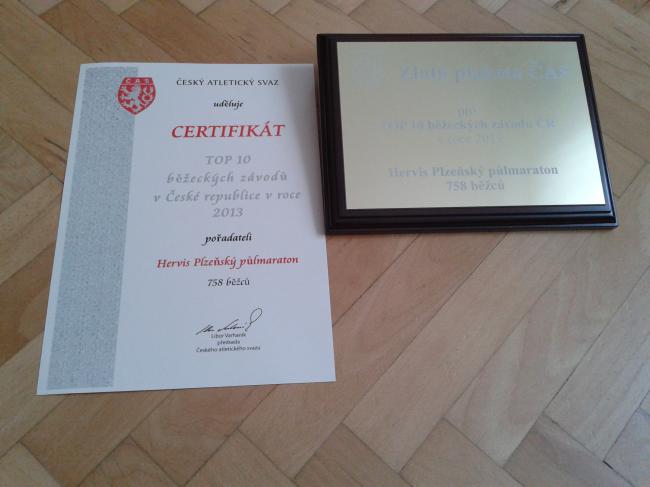 ČAS
ČESKÝ ATLETICKÝ SVAZ
uděluje
CERTIFIKÁT
TOP 10
běžeckých závodů
v České republice v roce
2013
pořadateli
Hervis Plzeňský půlmaraton
758 běžců
Libor Varhaník
předseda
Českého atletického svazu
Zlatá plaketa ČAS
pro
TOP 10 běžeckých závodů ČR
v roce 2013
Hervis Plzeňský půlmaraton
758 běžců